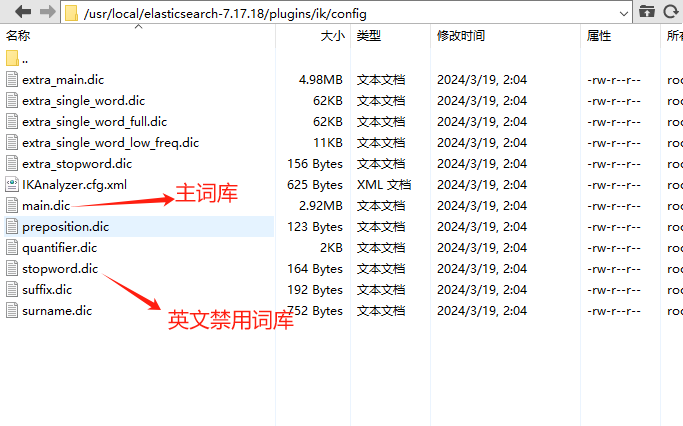 /usr/local/elasticsearch-7.17.18/plugins/ik/config
名称 大小 类型 修改时间 属性 所
..
extra_main.dic 4.98MB 文本文档 2024/3/19, 2:04 -rw-r--r-- roo
extra_single_word.dic 62KB 文本文档 2024/3/19, 2:04 -rw-r--r-- roo
extra_single_word_full.dic 62KB 文本文档 2024/3/19, 2:04 -rw-r--r-- roo
extra_single_word_low_freq.dic 11KB 文本文档 2024/3/19, 2:04 -rw-r--r-- roo
extra_stopword.dic 156 Bytes 文本文档 2024/3/19, 2:04 -rw-r--r-- roo
IKAnalyzer.cfg.xml 625 Bytes XML 文档 2024/3/19, 2:04 -rw-r--r-- roo
主词库
main.dic 2.92MB 文本文档 2024/3/19, 2:04 -rw-r--r-- roo
preposition.dic 123 Bytes 文本文档 2024/3/19, 2:04 -rw-r--r-- roo
quantifier.dic 2KB 文本文档 2024/3/19, 2:04 -rw-r--r-- roo
stopword.dic 164 Bytes 文本文档 2024/3/19, 2:04 -rw-r--r-- roo
suffix.dic 192 Bytes 文本文档 2024/3/19, 2:04 -rw-r--r-- roo
surname.dic 752 Bytes 文本文档 2024/3/19, 2:04 -rw-r--r-- roo
英文禁用词库